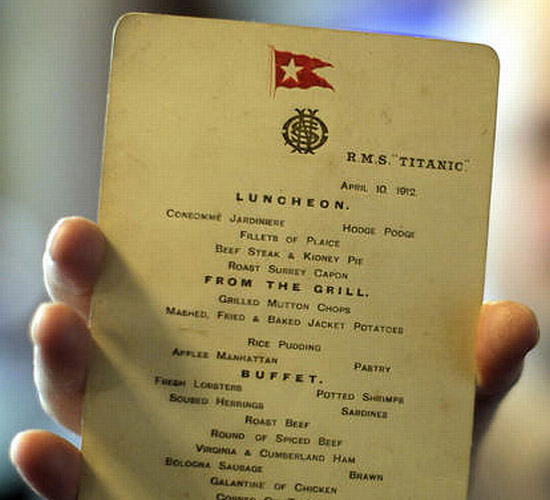 R.M.S. "TITANIC."
APRIL 10, 1912.
LUNCHEON.
CONSOMMÉ JARDINIERE HODGE PODGE
FILLETS OF PLAICE
BEEF STEAK & KIDNEY PIE
ROAST SURREY CAPON
FROM THE GRILL.
GRILLED MUTTON CHOPS
MASHED, FRIED & BAKED JACKET POTATOES
RICE PUDDING
APPLES MANHATTAN PASTRY
BUFFET.
FRESH LOBSTERS POTTED SHRIMPS
SOUSED HERRINGS SARDINES
ROAST BEEF
ROUND OF SPICED BEEF
VIRGINIA & CUMBERLAND HAM
BOLOGNA SAUSAGE BRAWN
GALANTINE OF CHICKEN